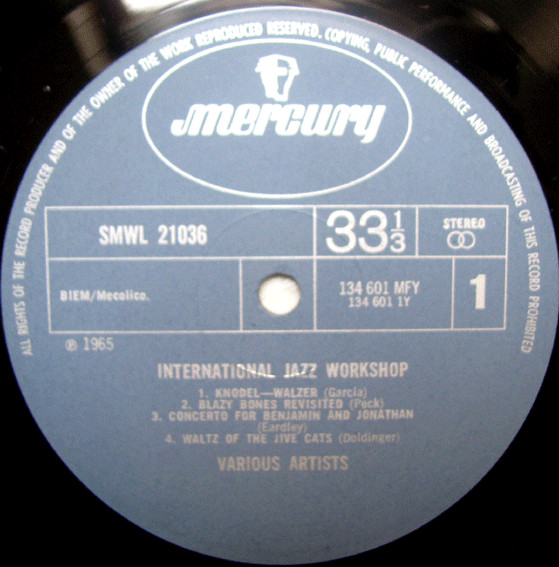 ALL RIGHTS OF THE RECORD PRODUCER AND OF THE OWNER OF THE WORK REPRODUCED RESERVED. COPYING, PUBLIC PERFORMANCE AND BROADCASTING OF THIS RECORD PROHIBITED
mercury
SMWL 21036
33 1/3
STEREO
BIEM/Mecolico.
134 601 MFY
134 601 1Y
1
℗ 1965
INTERNATIONAL JAZZ WORKSHOP
1. KNODEL—WALZER (Garcia)
2. BLAZY BONES REVISITED (Peck)
3. CONCERTO FOR BENJAMIN AND JONATHAN
(Eardley)
4. WALTZ OF THE JIVE CATS (Doldinger)
VARIOUS ARTISTS